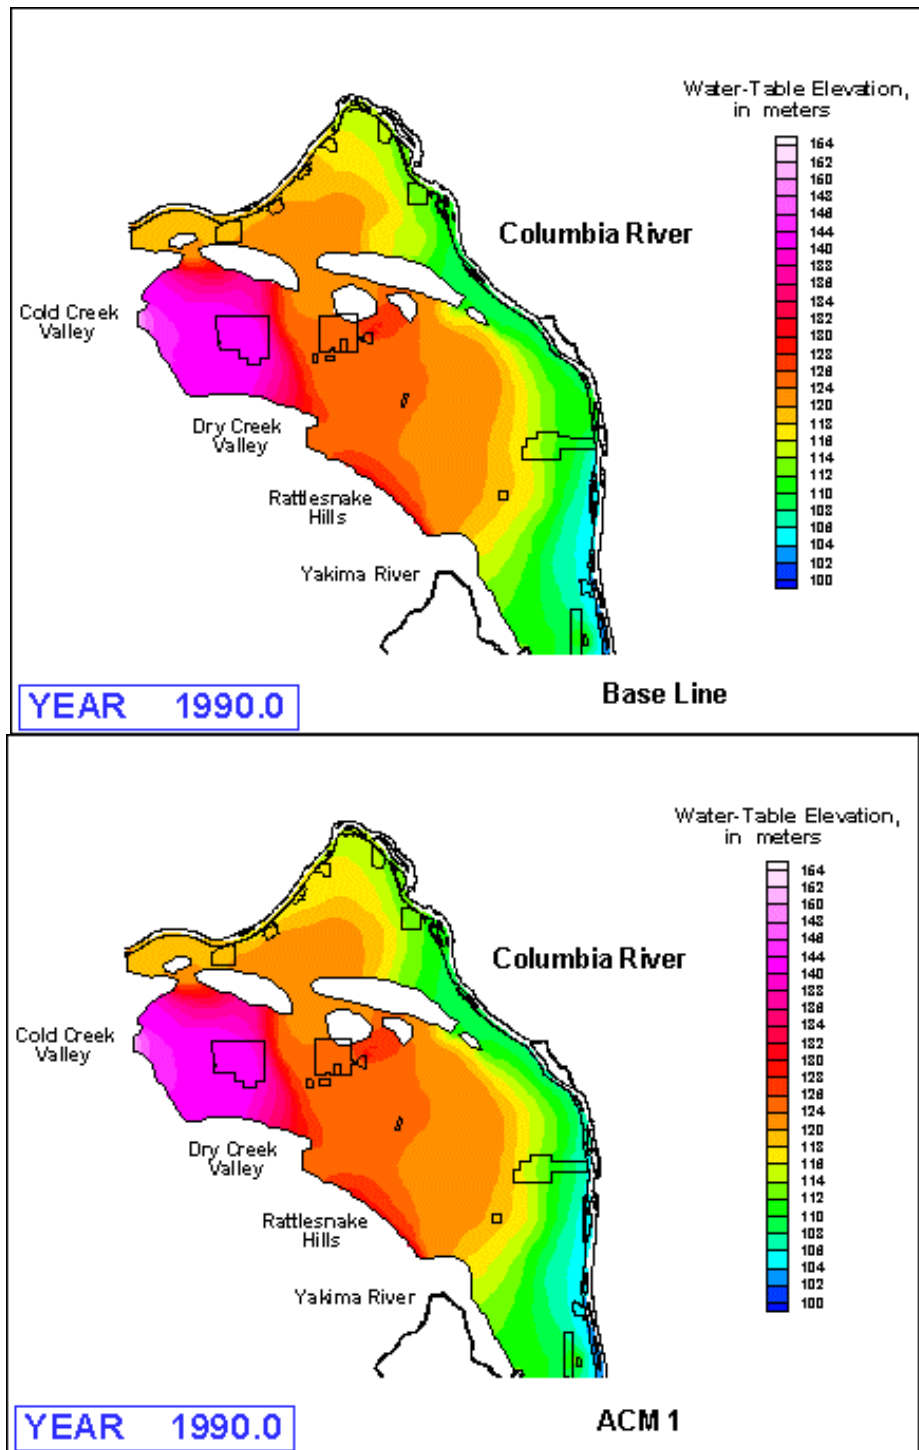 Water-Table Elevation,
in meters
164
162
160
148
146
144
140
138
136
134
132
130
128
126
124
120
118
116
114
112
110
108
106
104
102
100
Columbia River
Cold Creek
Valley
Dry Creek
Valley
Rattlesnake
Hills
Yakima River
Base Line
YEAR 1990.0
Water-Table Elevation,
in meters
164
162
160
148
146
144
140
138
136
134
132
130
128
126
124
120
118
116
114
112
110
108
106
104
102
100
Columbia River
Cold Creek
Valley
Dry Creek
Valley
Rattlesnake
Hills
Yakima River
ACM 1
YEAR 1990.0